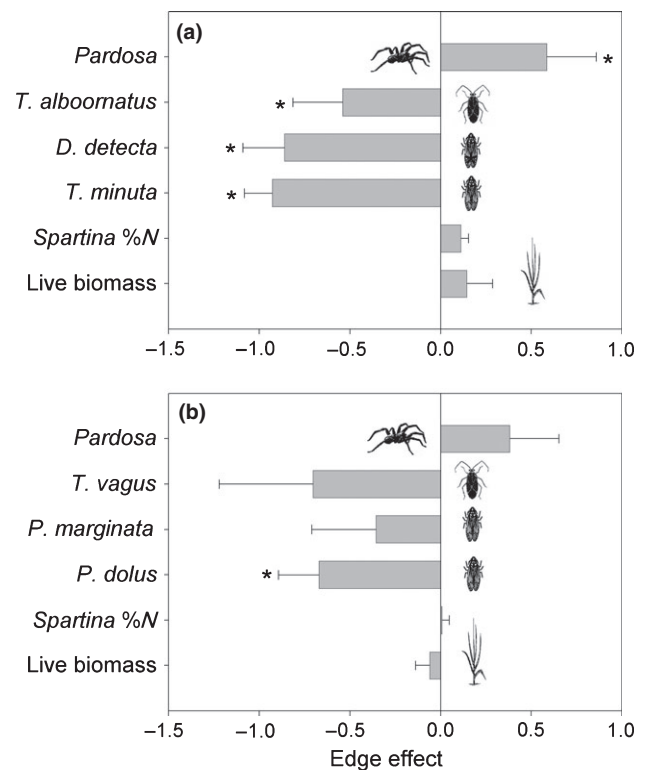 (a)
Pardosa
*
T. alboornatus
*
D. detecta
*
T. minuta
*
Spartina %N
Live biomass
–1.5 –1.0 –0.5 0.0 0.5 1.0
(b)
Pardosa
T. vagus
P. marginata
P. dolus
*
Spartina %N
Live biomass
–1.5 –1.0 –0.5 0.0 0.5 1.0
Edge effect